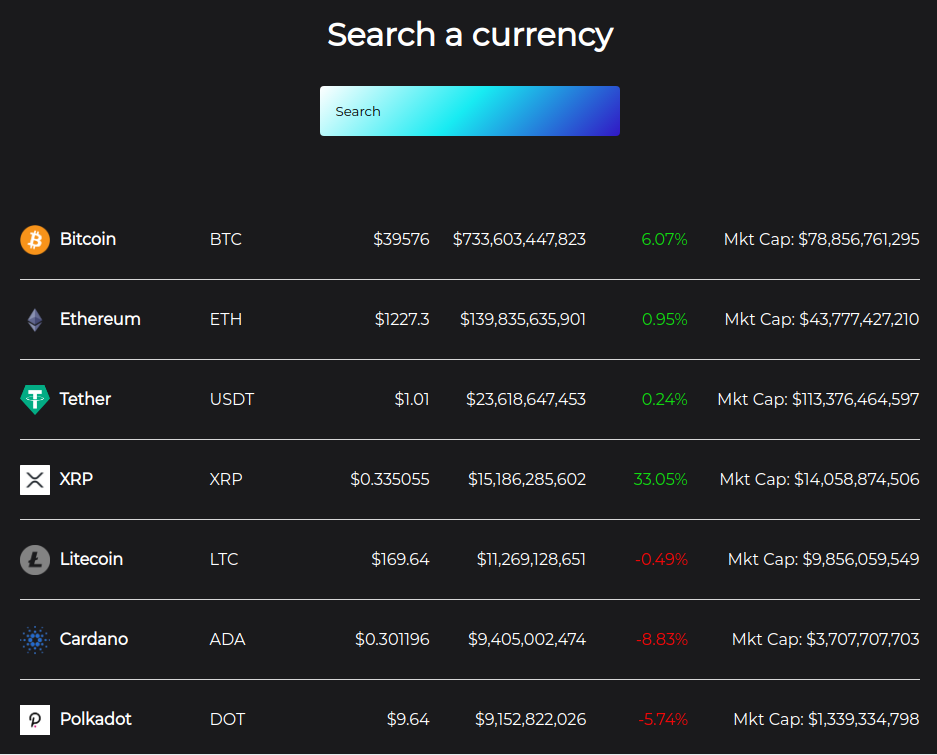 Search a currency
Search
Bitcoin BTC $39576 $733,603,447,823 6.07% Mkt Cap: $78,856,761,295
Ethereum ETH $1227.3 $139,835,635,901 0.95% Mkt Cap: $43,777,427,210
Tether USDT $1.01 $23,618,647,453 0.24% Mkt Cap: $113,376,464,597
XRP XRP $0.335055 $15,186,285,602 33.05% Mkt Cap: $14,058,874,506
Litecoin LTC $169.64 $11,269,128,651 -0.49% Mkt Cap: $9,856,059,549
Cardano ADA $0.301196 $9,405,002,474 -8.83% Mkt Cap: $3,707,707,703
Polkadot DOT $9.64 $9,152,822,026 -5.74% Mkt Cap: $1,339,334,798